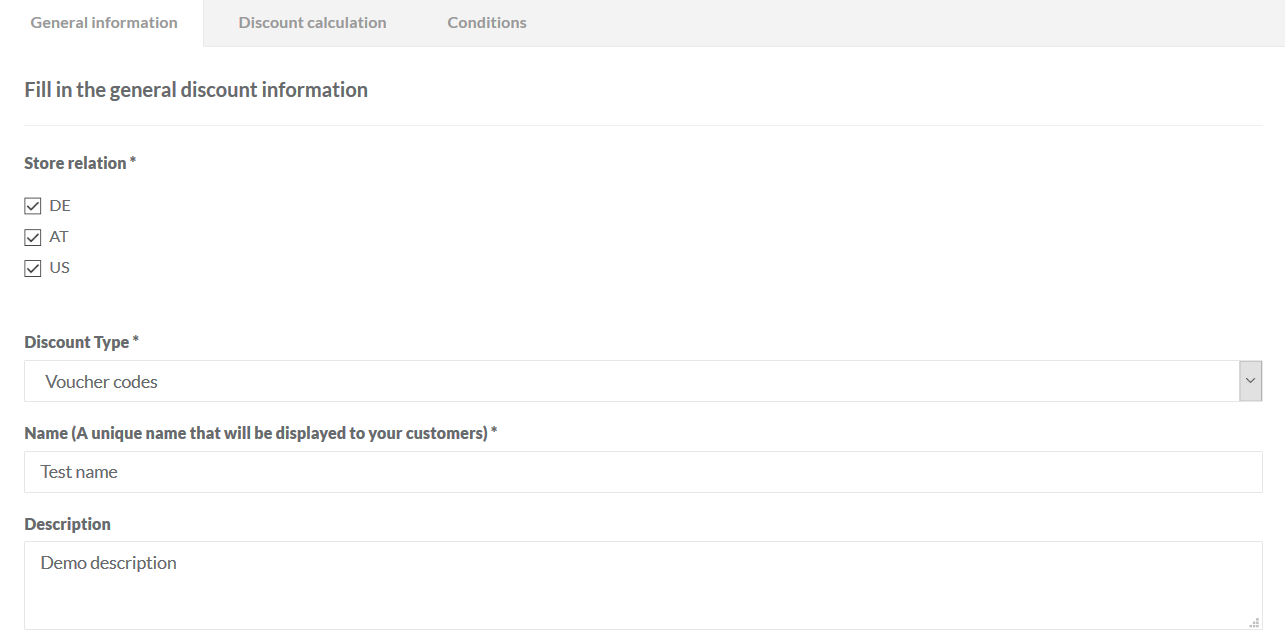 General information Discount calculation Conditions
Fill in the general discount information
Store relation *
DE
AT
US
Discount Type *
Voucher codes
Name (A unique name that will be displayed to your customers) *
Test name
Description
Demo description